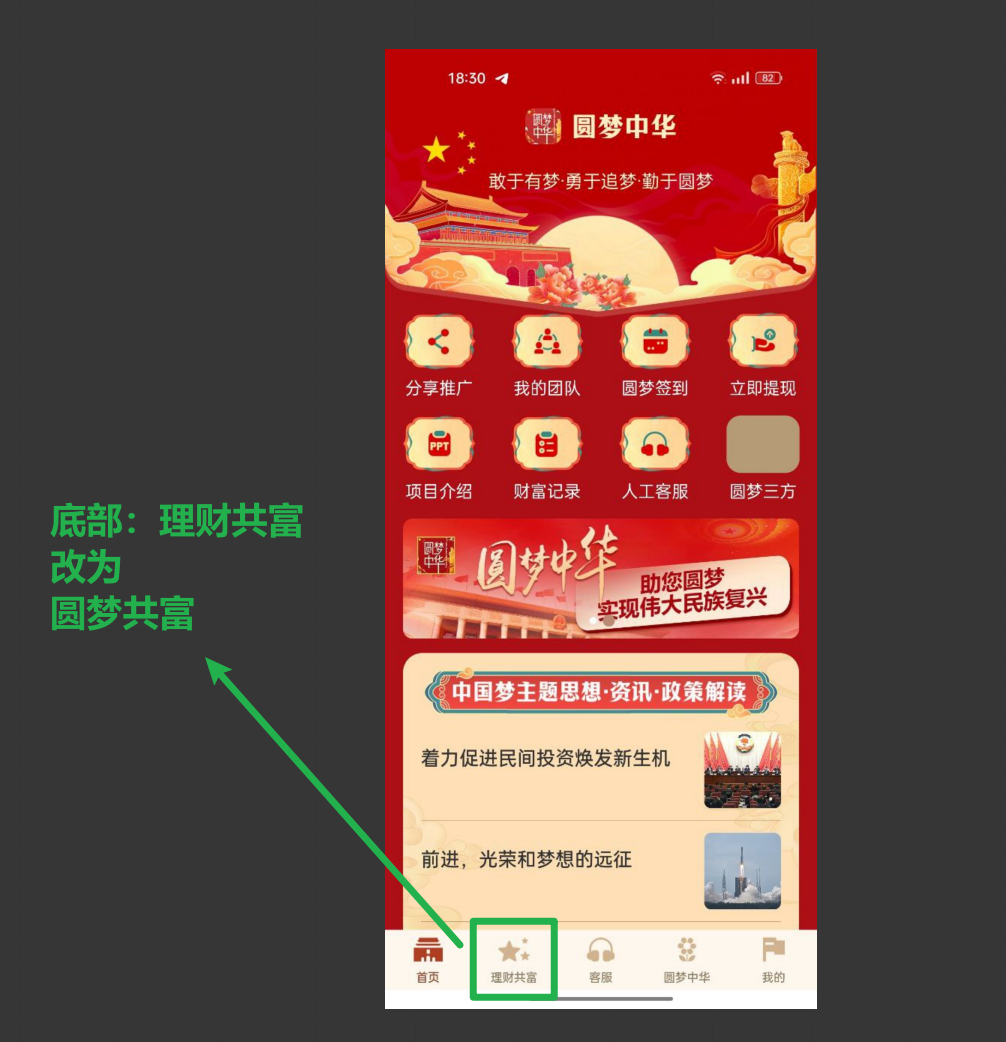 18:30
82
圆梦中华
圆梦中华
敢于有梦·勇于追梦·勤于圆梦
分享推广
我的团队
圆梦签到
立即提现
PPT
项目介绍
财富记录
人工客服
圆梦三方
底部：理财共富
改为
圆梦共富
圆梦中华
圆梦中华
助您圆梦
实现伟大民族复兴
中国梦主题思想·资讯·政策解读
着力促进民间投资焕发新生机
前进，光荣和梦想的远征
首页
理财共富
客服
圆梦中华
我的